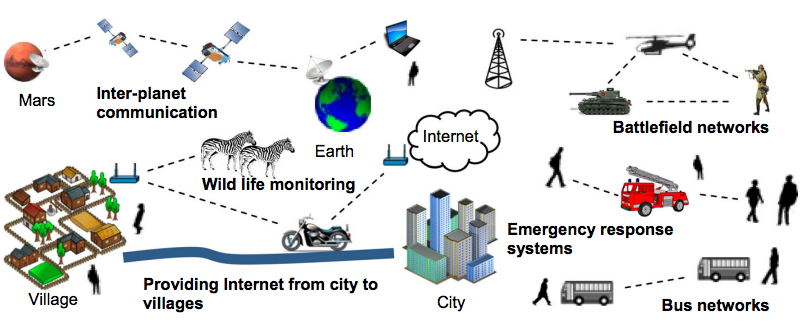 Mars
Inter-planet
communication
Earth
Internet
Battlefield networks
Wild life monitoring
Emergency response
systems
Providing Internet from city to
villages
Village
City
Bus networks